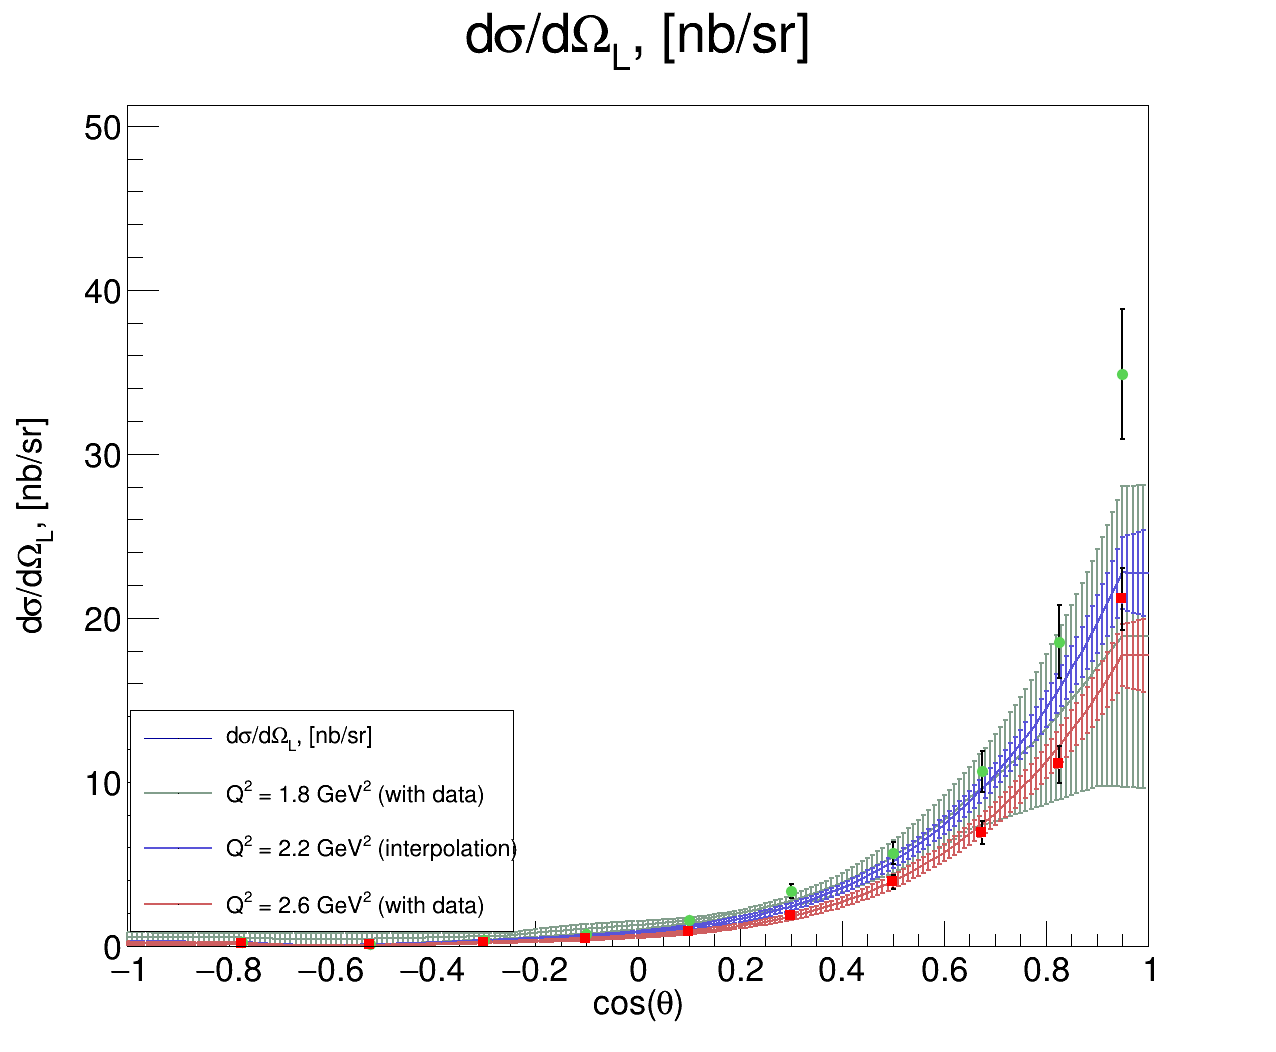 dσ/dΩL, [nb/sr]
dσ/dΩL, [nb/sr]
50
40
30
20
10
0
dσ/dΩL, [nb/sr]
Q² = 1.8 GeV² (with data)
Q² = 2.2 GeV² (interpolation)
Q² = 2.6 GeV² (with data)
−1 −0.8 −0.6 −0.4 −0.2 0 0.2 0.4 0.6 0.8 1
cos(θ)